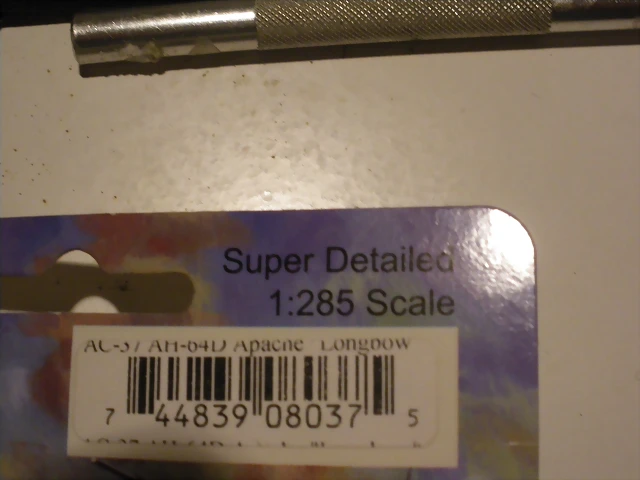 Super Detailed
1:285 Scale
AC-37 AH-64D Apache "Longbow
7 44839 08037 5